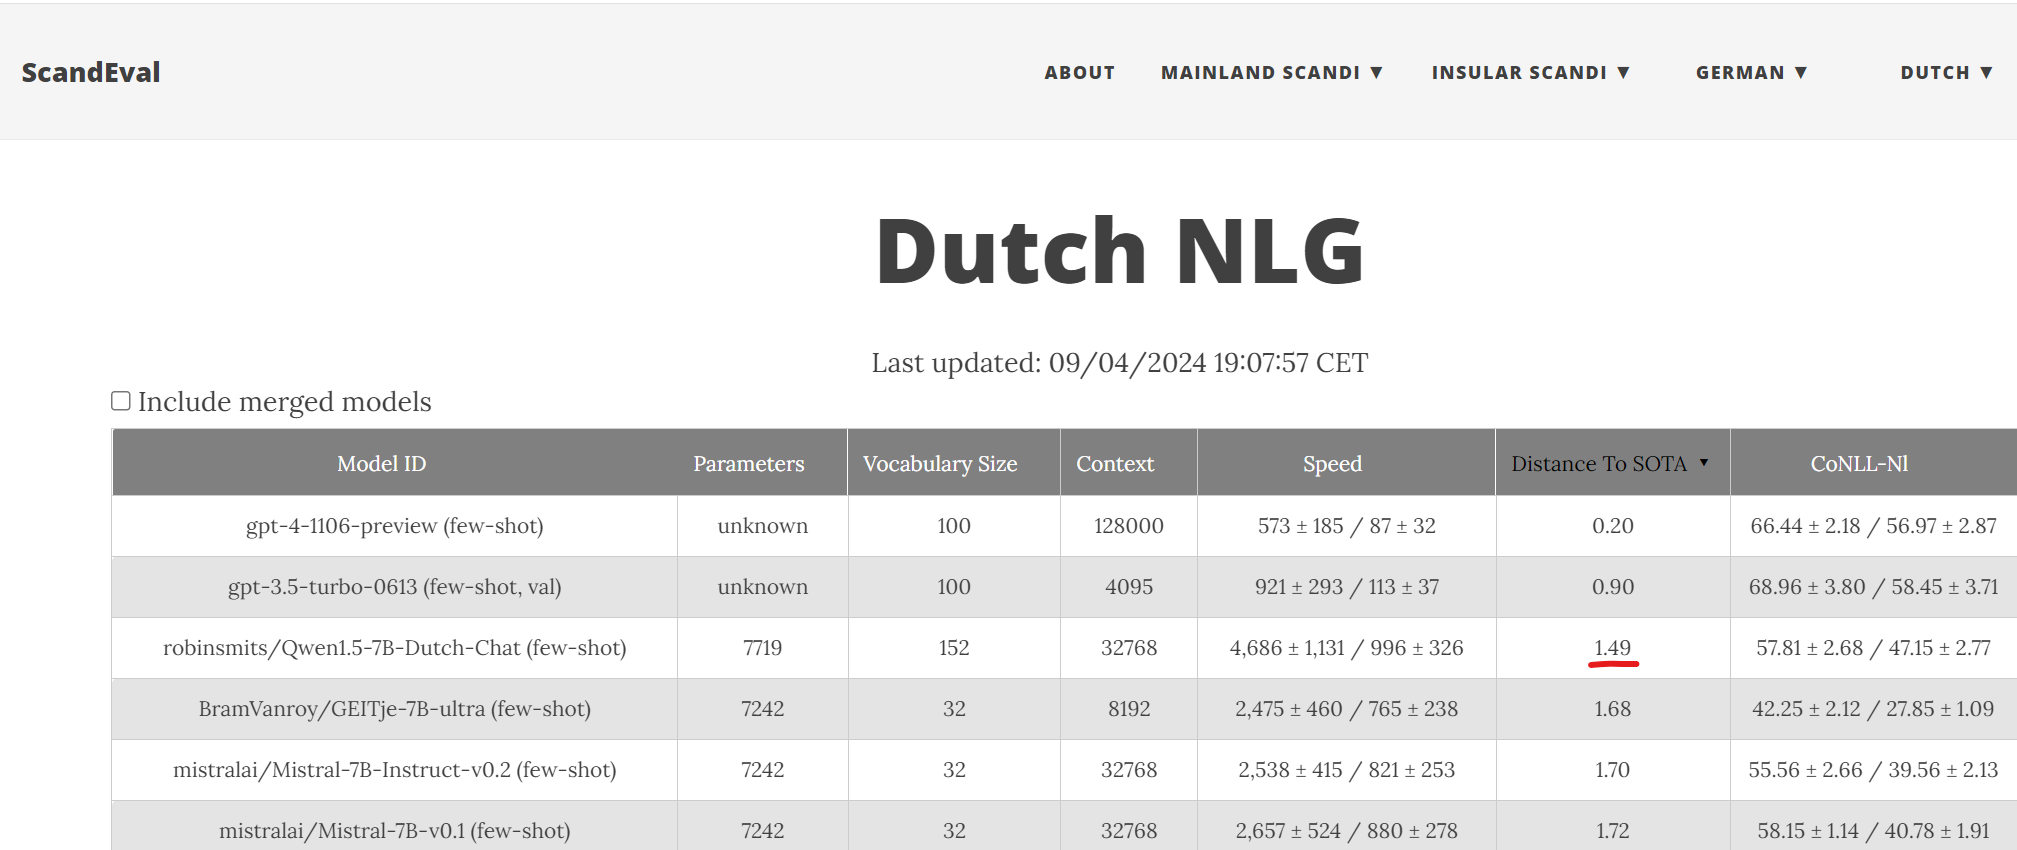 ScandEval ABOUT MAINLAND SCANDI ▼ INSULAR SCANDI ▼ GERMAN ▼ DUTCH ▼
Dutch NLG
Last updated: 09/04/2024 19:07:57 CET
Include merged models
Model ID Parameters Vocabulary Size Context Speed Distance To SOTA ▼ CoNLL-Nl
gpt-4-1106-preview (few-shot) unknown 100 128000 573 ± 185 / 87 ± 32 0.20 66.44 ± 2.18 / 56.97 ± 2.87
gpt-3.5-turbo-0613 (few-shot, val) unknown 100 4095 921 ± 293 / 113 ± 37 0.90 68.96 ± 3.80 / 58.45 ± 3.71
robinsmits/Qwen1.5-7B-Dutch-Chat (few-shot) 7719 152 32768 4,686 ± 1,131 / 996 ± 326 1.49 57.81 ± 2.68 / 47.15 ± 2.77
BramVanroy/GEITje-7B-ultra (few-shot) 7242 32 8192 2,475 ± 460 / 765 ± 238 1.68 42.25 ± 2.12 / 27.85 ± 1.09
mistralai/Mistral-7B-Instruct-v0.2 (few-shot) 7242 32 32768 2,538 ± 415 / 821 ± 253 1.70 55.56 ± 2.66 / 39.56 ± 2.13
mistralai/Mistral-7B-v0.1 (few-shot) 7242 32 32768 2,657 ± 524 / 880 ± 278 1.72 58.15 ± 1.14 / 40.78 ± 1.91